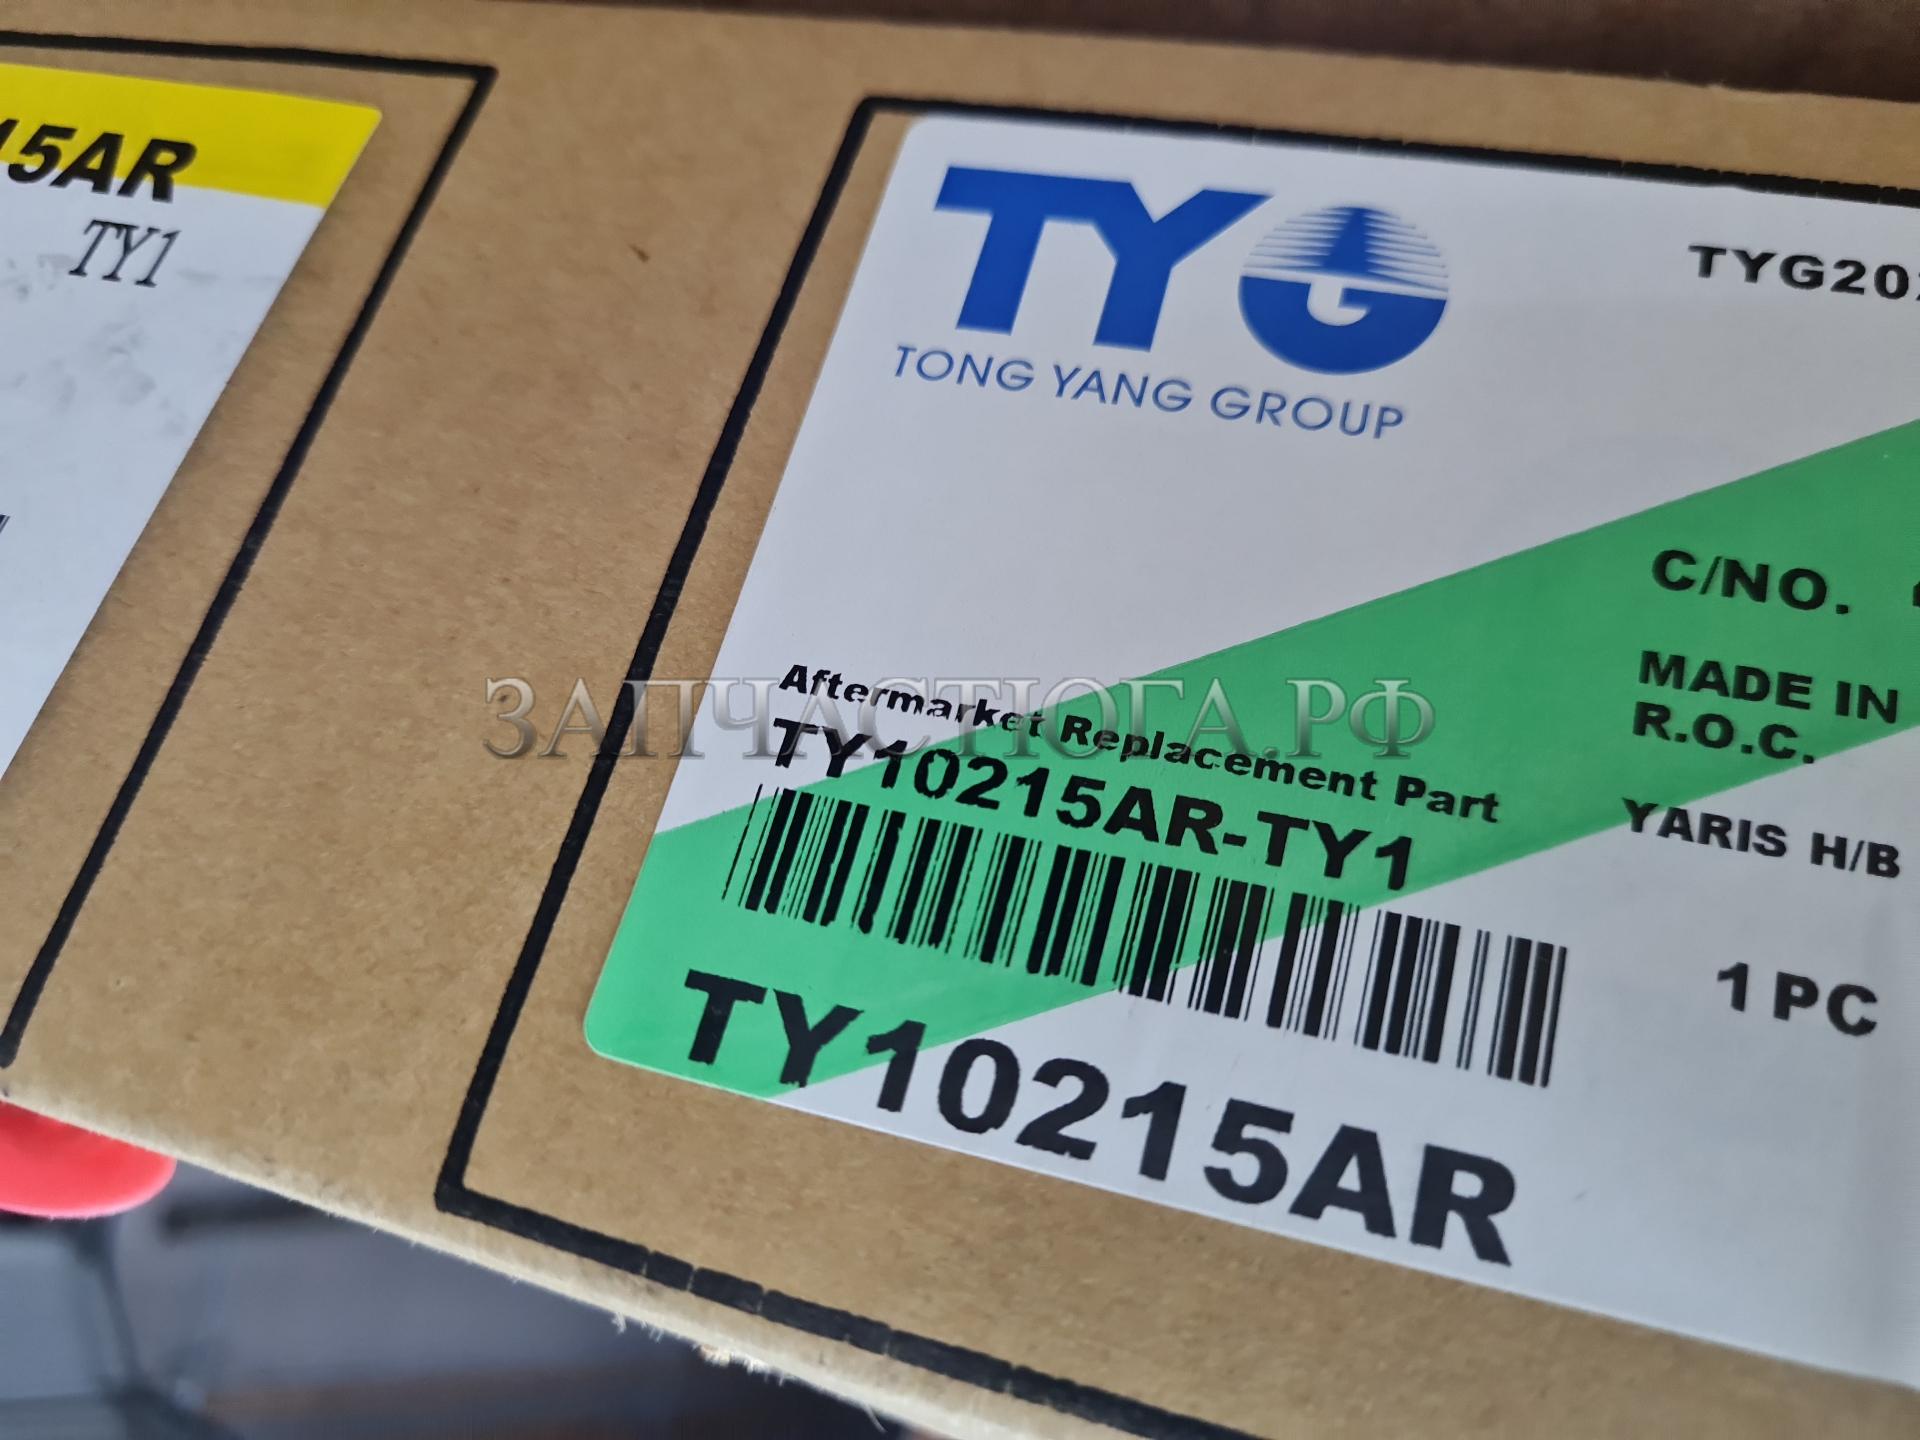 15AR
TY1
TYG
TONG YANG GROUP
C/NO.
MADE IN
R.O.C.
Aftermarket Replacement Part
ЗАПЧАСТЮГА.РФ
TY10215AR-TY1
YARIS H/B
1 PC
TY10215AR